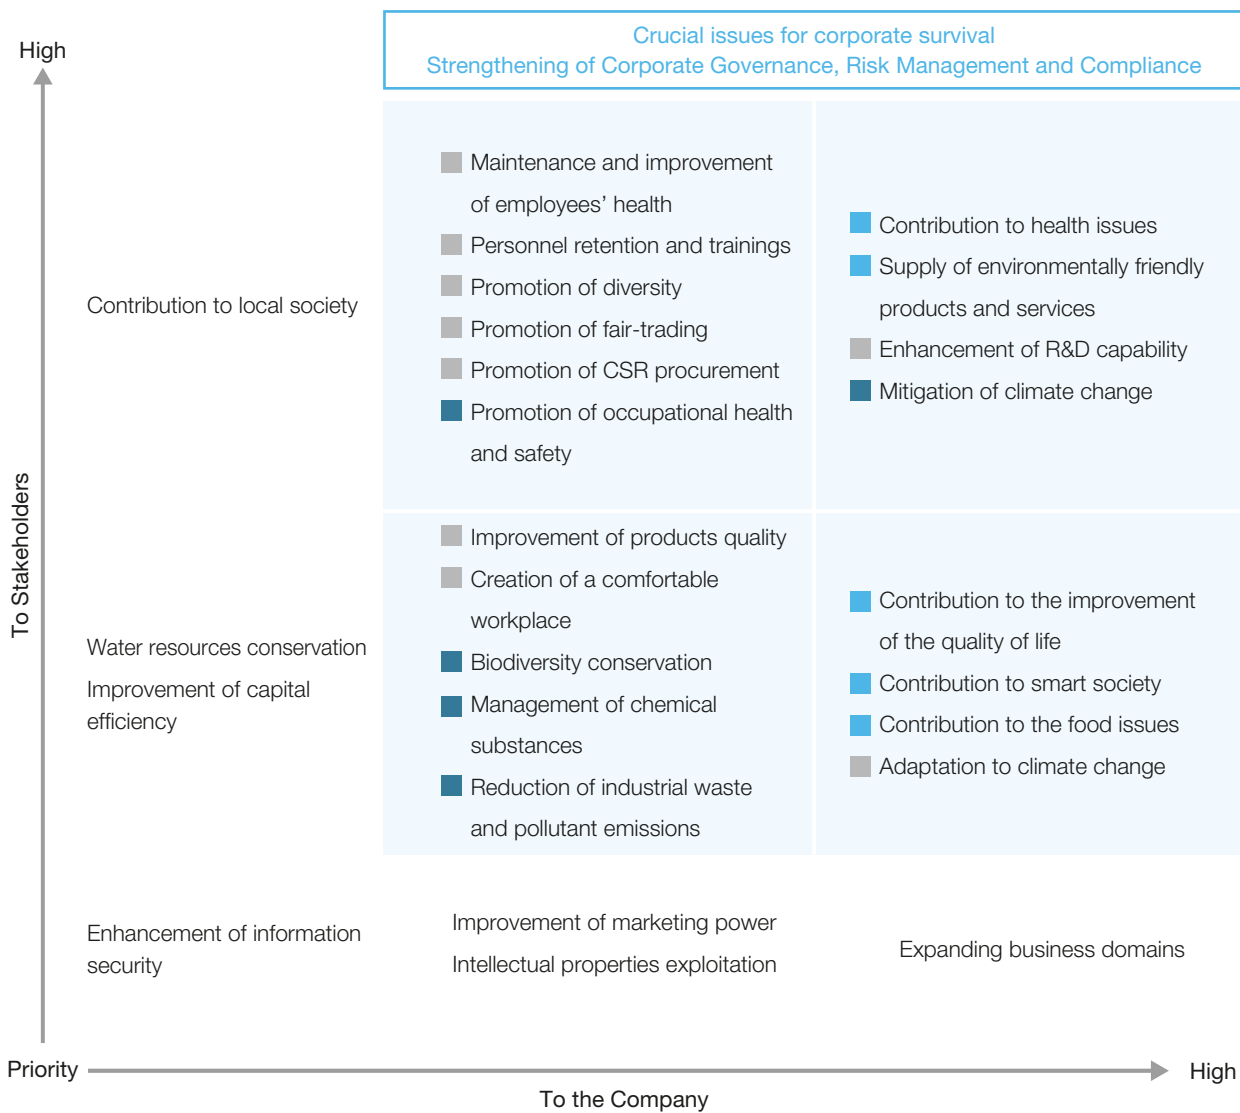 High
Crucial issues for corporate survival
Strengthening of Corporate Governance, Risk Management and Compliance
To Stakeholders
Contribution to local society
Maintenance and improvement
of employees’ health
Personnel retention and trainings
Promotion of diversity
Promotion of fair-trading
Promotion of CSR procurement
Promotion of occupational health
and safety
Contribution to health issues
Supply of environmentally friendly
products and services
Enhancement of R&D capability
Mitigation of climate change
Water resources conservation
Improvement of capital
efficiency
Improvement of products quality
Creation of a comfortable
workplace
Biodiversity conservation
Management of chemical
substances
Reduction of industrial waste
and pollutant emissions
Contribution to the improvement
of the quality of life
Contribution to smart society
Contribution to the food issues
Adaptation to climate change
Enhancement of information
security
Improvement of marketing power
Intellectual properties exploitation
Expanding business domains
Priority
High
To the Company